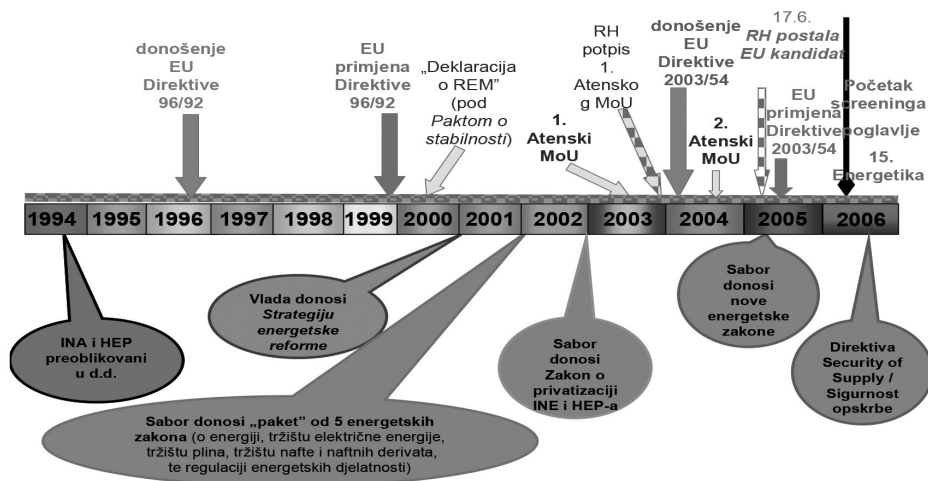 donošenje
EU
Direktive
96/92
EU
primjena
Direktive
96/92
„Deklaracija
o REM”
(pod
Paktom o
stabilnosti)
1.
Atenski
MoU
RH
potpis
1.
Atensko
g MoU
donošenje
EU
Direktive
2003/54
2.
Atenski
MoU
17.6.
RH postala
EU kandidat
EU
primjena
Direktive
2003/54
Početak
screeninga
poglavlje
15.
Energetika
1994 1995 1996 1997 1998 1999 2000 2001 2002 2003 2004 2005 2006
INA i HEP
preoblikovani
u d.d.
Vlada donosi
Strategiju
energetske
reforme
Sabor donosi „paket” od 5 energetskih
zakona (o energiji, tržištu električne energije,
tržištu plina, tržištu nafte i naftnih derivata,
te regulaciji energetskih djelatnosti)
Sabor
donosi
Zakon o
privatizaciji
INE i HEP-a
Sabor
donosi
nove
energetske
zakone
Direktiva
Security of
Supply /
Sigurnost
opskrbe